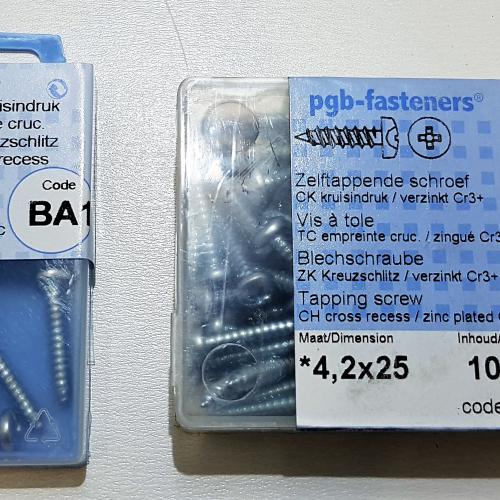 kruisindruk
cruc.
recess
Code
BA1
C
pgb-fasteners®
Zelftappende schroef
CK kruisindruk / verzinkt Cr3+
Vis à tole
TC empreinte cruc. / zingué Cr3
Blechschraube
ZK Kreuzschlitz / verzinkt Cr3+
Tapping screw
CH cross recess / zinc plated
Maat/Dimension
Inhoud/
*4,2x25
10
code